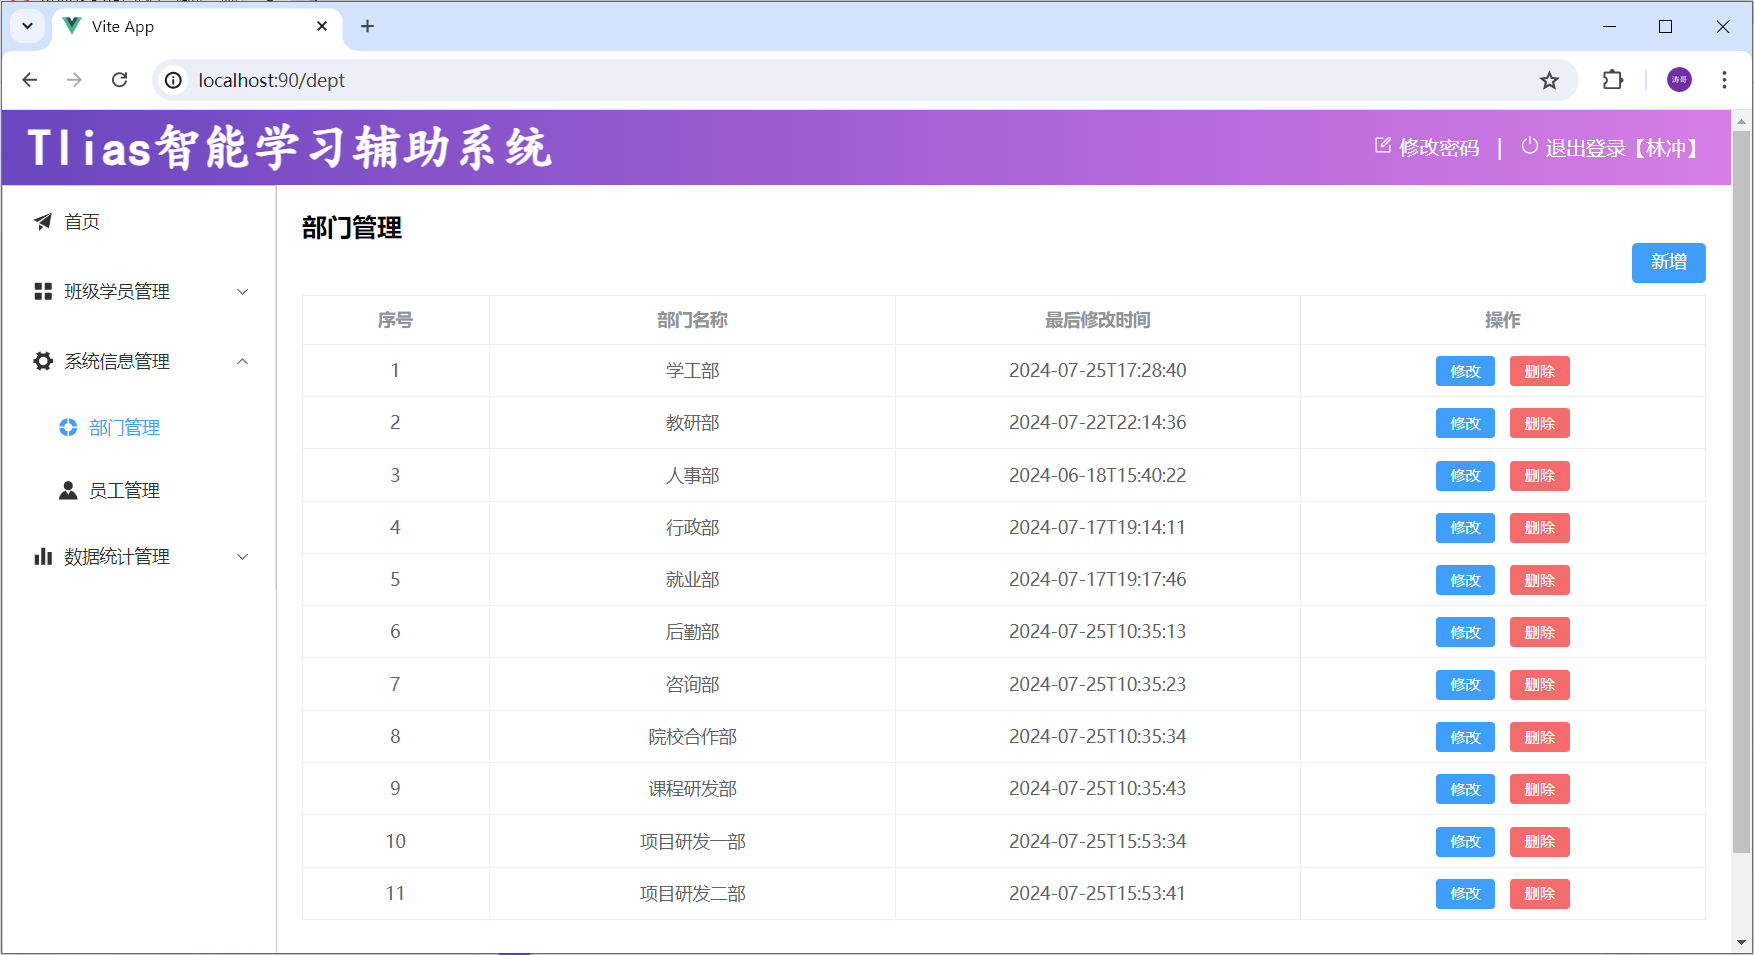 Vite App
localhost:90/dept
涛哥
Tlias智能学习辅助系统
修改密码 | 退出登录【林冲】
首页
班级学员管理
系统信息管理
部门管理
员工管理
数据统计管理
部门管理
新增
序号 部门名称 最后修改时间 操作
1 学工部 2024-07-25T17:28:40 修改 删除
2 教研部 2024-07-22T22:14:36 修改 删除
3 人事部 2024-06-18T15:40:22 修改 删除
4 行政部 2024-07-17T19:14:11 修改 删除
5 就业部 2024-07-17T19:17:46 修改 删除
6 后勤部 2024-07-25T10:35:13 修改 删除
7 咨询部 2024-07-25T10:35:23 修改 删除
8 院校合作部 2024-07-25T10:35:34 修改 删除
9 课程研发部 2024-07-25T10:35:43 修改 删除
10 项目研发一部 2024-07-25T15:53:34 修改 删除
11 项目研发二部 2024-07-25T15:53:41 修改 删除